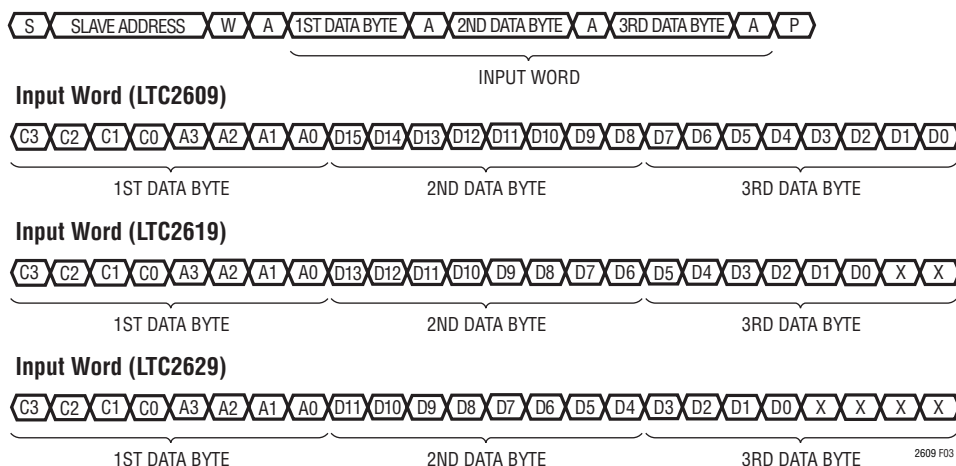 S SLAVE ADDRESS W A 1ST DATA BYTE A 2ND DATA BYTE A 3RD DATA BYTE A P
INPUT WORD
Input Word (LTC2609)
C3 C2 C1 C0 A3 A2 A1 A0 D15 D14 D13 D12 D11 D10 D9 D8 D7 D6 D5 D4 D3 D2 D1 D0
1ST DATA BYTE 2ND DATA BYTE 3RD DATA BYTE
Input Word (LTC2619)
C3 C2 C1 C0 A3 A2 A1 A0 D13 D12 D11 D10 D9 D8 D7 D6 D5 D4 D3 D2 D1 D0 X X
1ST DATA BYTE 2ND DATA BYTE 3RD DATA BYTE
Input Word (LTC2629)
C3 C2 C1 C0 A3 A2 A1 A0 D11 D10 D9 D8 D7 D6 D5 D4 D3 D2 D1 D0 X X X X
1ST DATA BYTE 2ND DATA BYTE 3RD DATA BYTE 2609 F03